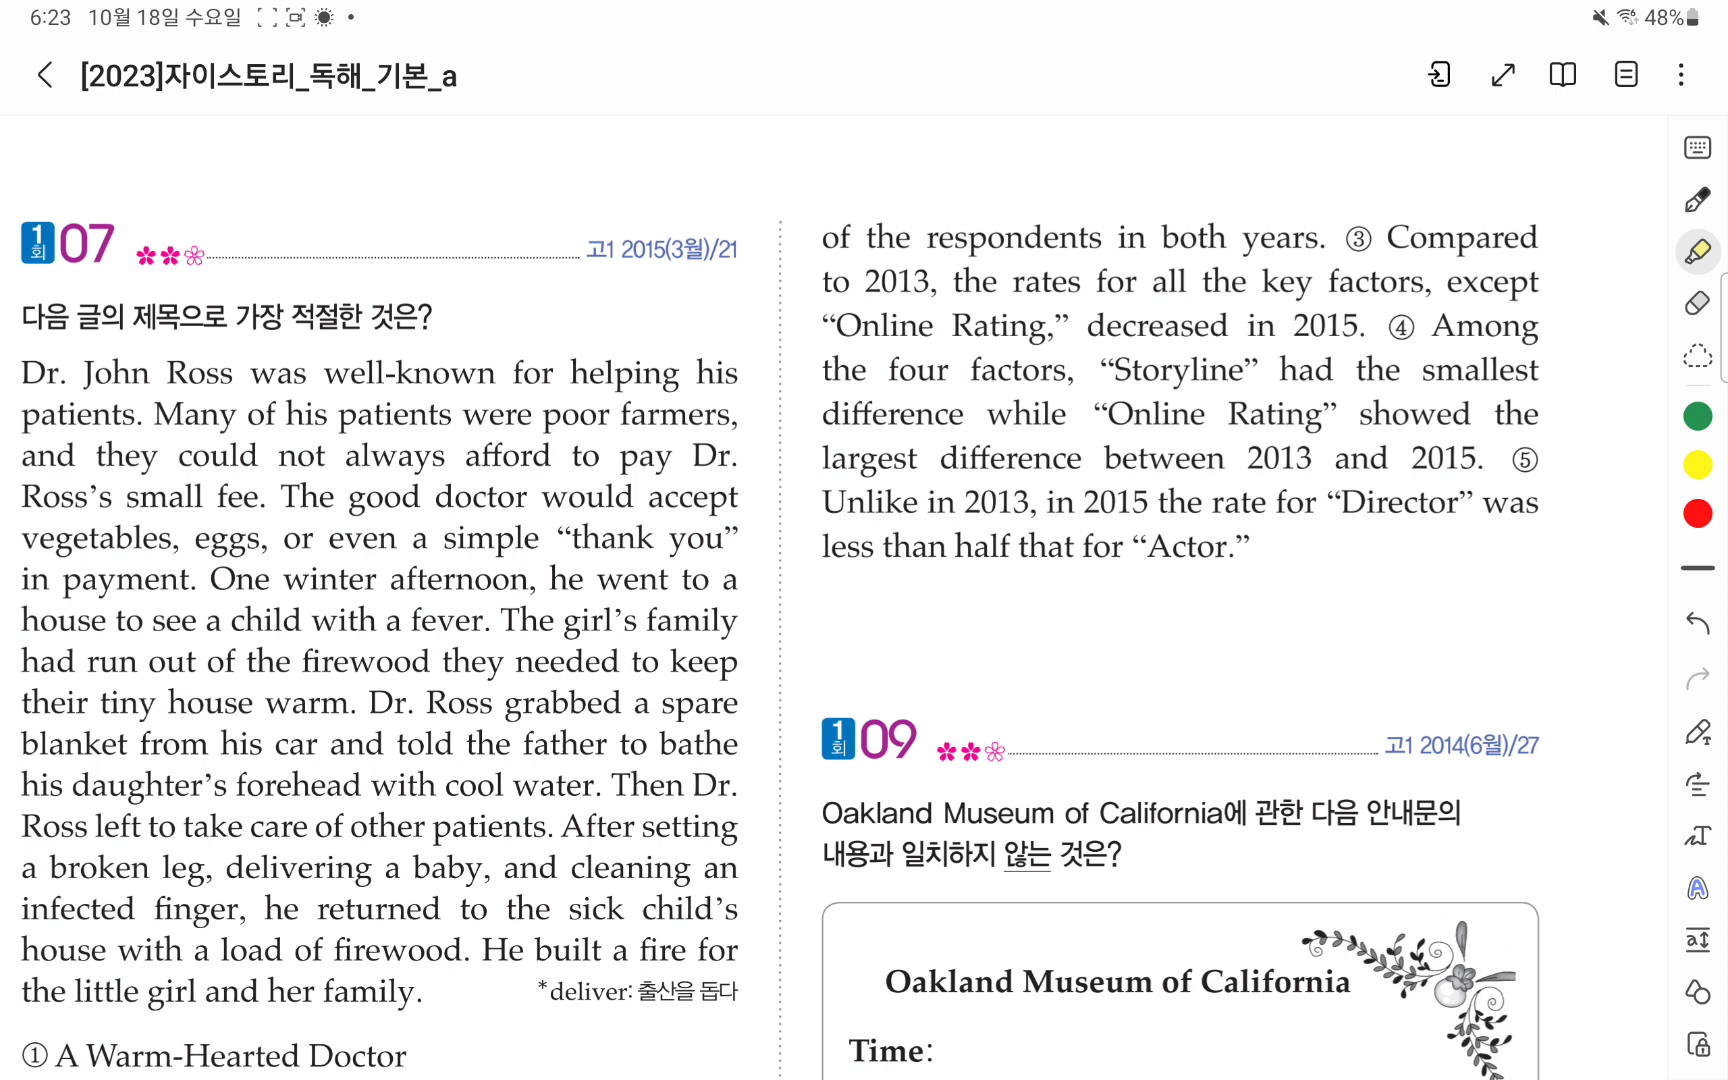 6:23 10월 18일 수요일
48%
[2023]자이스토리_독해_기본_a
1회 07
고1 2015(3월)/21
다음 글의 제목으로 가장 적절한 것은?
Dr. John Ross was well-known for helping his
patients. Many of his patients were poor farmers,
and they could not always afford to pay Dr.
Ross’s small fee. The good doctor would accept
vegetables, eggs, or even a simple “thank you”
in payment. One winter afternoon, he went to a
house to see a child with a fever. The girl’s family
had run out of the firewood they needed to keep
their tiny house warm. Dr. Ross grabbed a spare
blanket from his car and told the father to bathe
his daughter’s forehead with cool water. Then Dr.
Ross left to take care of other patients. After setting
a broken leg, delivering a baby, and cleaning an
infected finger, he returned to the sick child’s
house with a load of firewood. He built a fire for
the little girl and her family.
*deliver: 출산을 돕다
① A Warm-Hearted Doctor
of the respondents in both years. ③ Compared
to 2013, the rates for all the key factors, except
“Online Rating,” decreased in 2015. ④ Among
the four factors, “Storyline” had the smallest
difference while “Online Rating” showed the
largest difference between 2013 and 2015. ⑤
Unlike in 2013, in 2015 the rate for “Director” was
less than half that for “Actor.”
1회 09
고1 2014(6월)/27
Oakland Museum of California에 관한 다음 안내문의
내용과 일치하지 않는 것은?
Oakland Museum of California
Time: